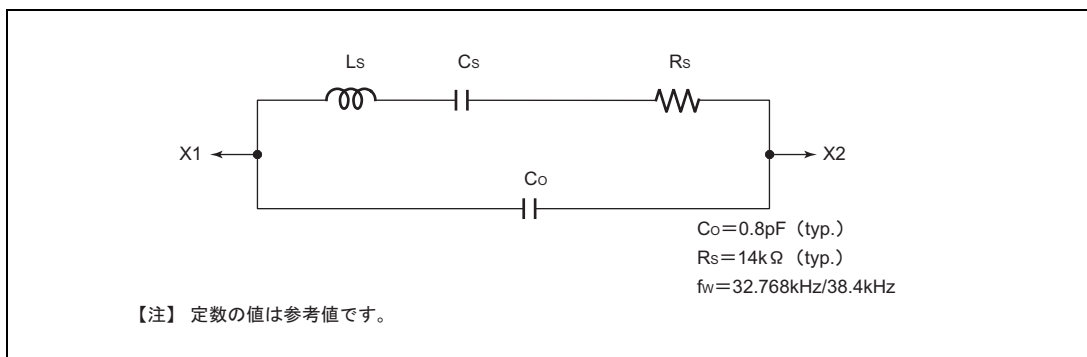 Ls Cs Rs
X1 X2
Co
Co＝0.8pF（typ.）
Rs＝14kΩ（typ.）
fw＝32.768kHz/38.4kHz
【注】 定数の値は参考値です。